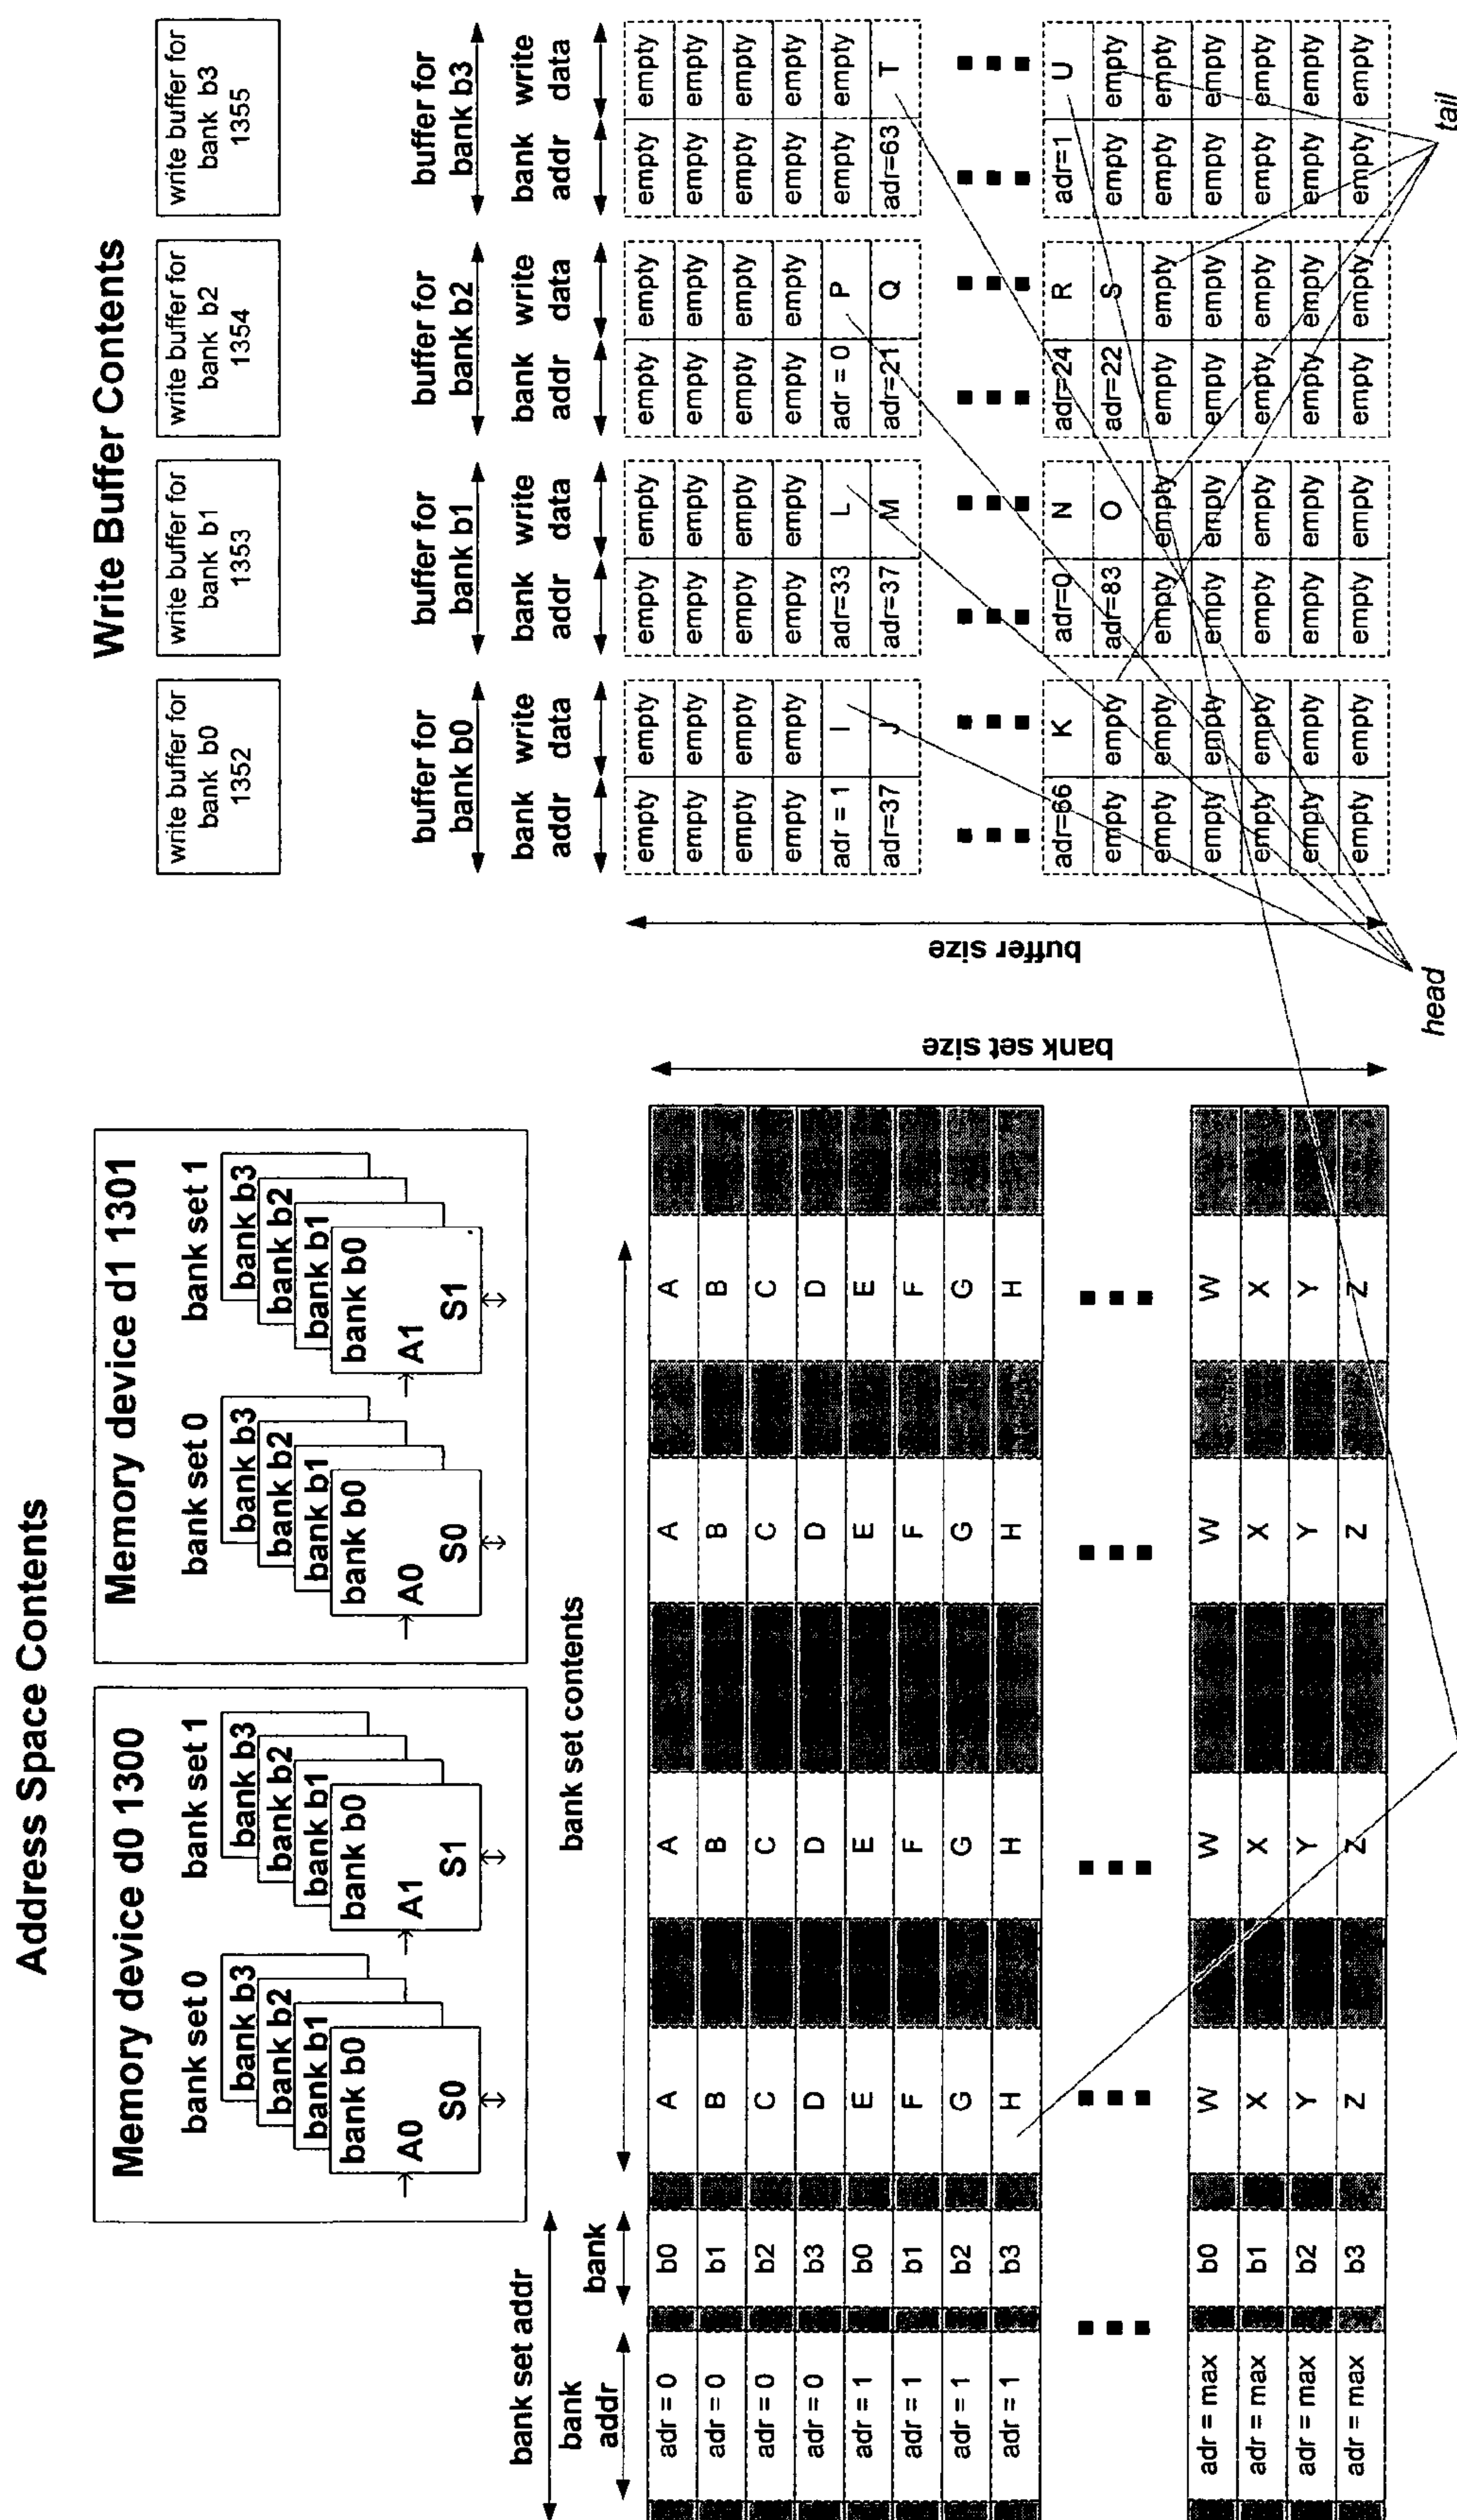 Address Space Contents
Memory device d0 1300
bank set 0
bank b3
bank b2
bank b1
bank b0
A0
S0
bank set 1
bank b3
bank b2
bank b1
bank b0
A1
S1
Memory device d1 1301
bank set 0
bank b3
bank b2
bank b1
bank b0
A0
S0
bank set 1
bank b3
bank b2
bank b1
bank b0
A1
S1
bank set addr
bank addr
bank
bank set contents
adr = 0 b0 A A A A
adr = 0 b1 B B B B
adr = 0 b2 C C C C
adr = 0 b3 D D D D
adr = 1 b0 E E E E
adr = 1 b1 F F F F
adr = 1 b2 G G G G
adr = 1 b3 H H H H
adr = max b0 W W W W
adr = max b1 X X X X
adr = max b2 Y Y Y Y
adr = max b3 Z Z Z Z
bank set size
Write Buffer Contents
write buffer for
bank b0
1352
write buffer for
bank b1
1353
write buffer for
bank b2
1354
write buffer for
bank b3
1355
buffer for buffer for buffer for buffer for
bank b0 bank b1 bank b2 bank b3
bank write bank write bank write bank write
addr data addr data addr data addr data
empty empty empty empty empty empty empty empty
empty empty empty empty empty empty empty empty
empty empty empty empty empty empty empty empty
empty empty empty empty empty empty empty empty
adr = 1 I adr=33 L adr = 0 P empty empty
adr=37 J adr=37 M adr=21 Q adr=63 T
adr=66 K adr=0 N adr=24 R adr=1 U
empty empty adr=83 O adr=22 S empty empty
empty empty empty empty empty empty empty empty
empty empty empty empty empty empty empty empty
empty empty empty empty empty empty empty empty
empty empty empty empty empty empty empty empty
empty empty empty empty empty empty empty empty
buffer size
head
tail